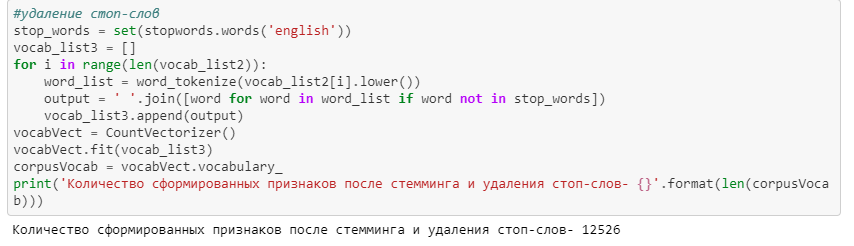 #удаление стоп-слов
stop_words = set(stopwords.words('english'))
vocab_list3 = []
for i in range(len(vocab_list2)):
    word_list = word_tokenize(vocab_list2[i].lower())
    output = ' '.join([word for word in word_list if word not in stop_words])
    vocab_list3.append(output)
vocabVect = CountVectorizer()
vocabVect.fit(vocab_list3)
corpusVocab = vocabVect.vocabulary_
print('Количество сформированных признаков после стемминга и удаления стоп-слов- {}'.format(len(corpusVoca
b)))
Количество сформированных признаков после стемминга и удаления стоп-слов- 12526